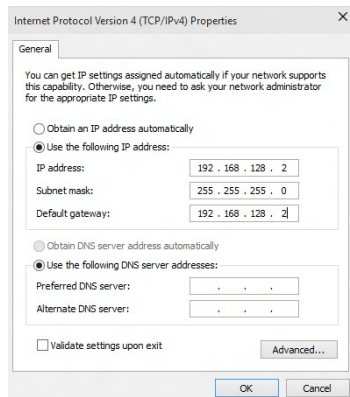 Internet Protocol Version 4 (TCP/IPv4) Properties
General
You can get IP settings assigned automatically if your network supports
this capability. Otherwise, you need to ask your network administrator
for the appropriate IP settings.
Obtain an IP address automatically
Use the following IP address:
IP address: 192 . 168 . 128 . 2
Subnet mask: 255 . 255 . 255 . 0
Default gateway: 192 . 168 . 128 . 2
Obtain DNS server address automatically
Use the following DNS server addresses:
Preferred DNS server: . . .
Alternate DNS server: . . .
Validate settings upon exit
Advanced...
OK Cancel